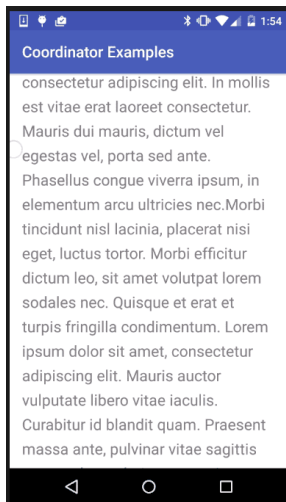 1:54
Coordinator Examples
consectetur adipiscing elit. In mollis
est vitae erat laoreet consectetur.
Mauris dui mauris, dictum vel
egestas vel, porta sed ante.
Phasellus congue viverra ipsum, in
elementum arcu ultricies nec.Morbi
tincidunt nisl lacinia, placerat nisi
eget, luctus tortor. Morbi efficitur
dictum leo, sit amet volutpat lorem
sodales nec. Quisque et erat et
turpis fringilla condimentum. Lorem
ipsum dolor sit amet, consectetur
adipiscing elit. Mauris auctor
vulputate libero vitae iaculis.
Curabitur id blandit quam. Praesent
massa ante, pulvinar vitae sagittis